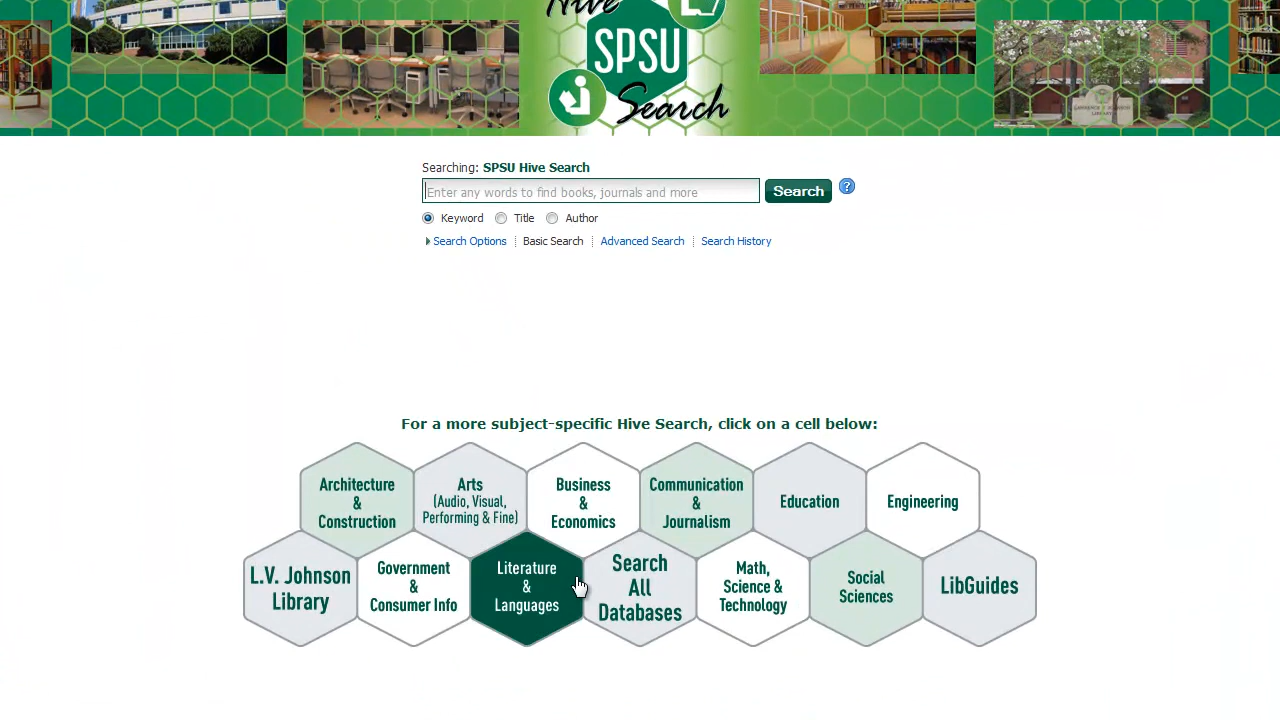 Hive
SPSU
Search
Searching: SPSU Hive Search
Enter any words to find books, journals and more
Search
?
Keyword
Title
Author
Search Options
Basic Search
Advanced Search
Search History
For a more subject-specific Hive Search, click on a cell below:
Architecture
&
Construction
Arts
(Audio, Visual,
Performing & Fine)
Business
&
Economics
Communication
&
Journalism
Education
Engineering
L.V. Johnson
Library
Government
&
Consumer Info
Literature
&
Languages
Search
All
Databases
Math,
Science &
Technology
Social
Sciences
LibGuides